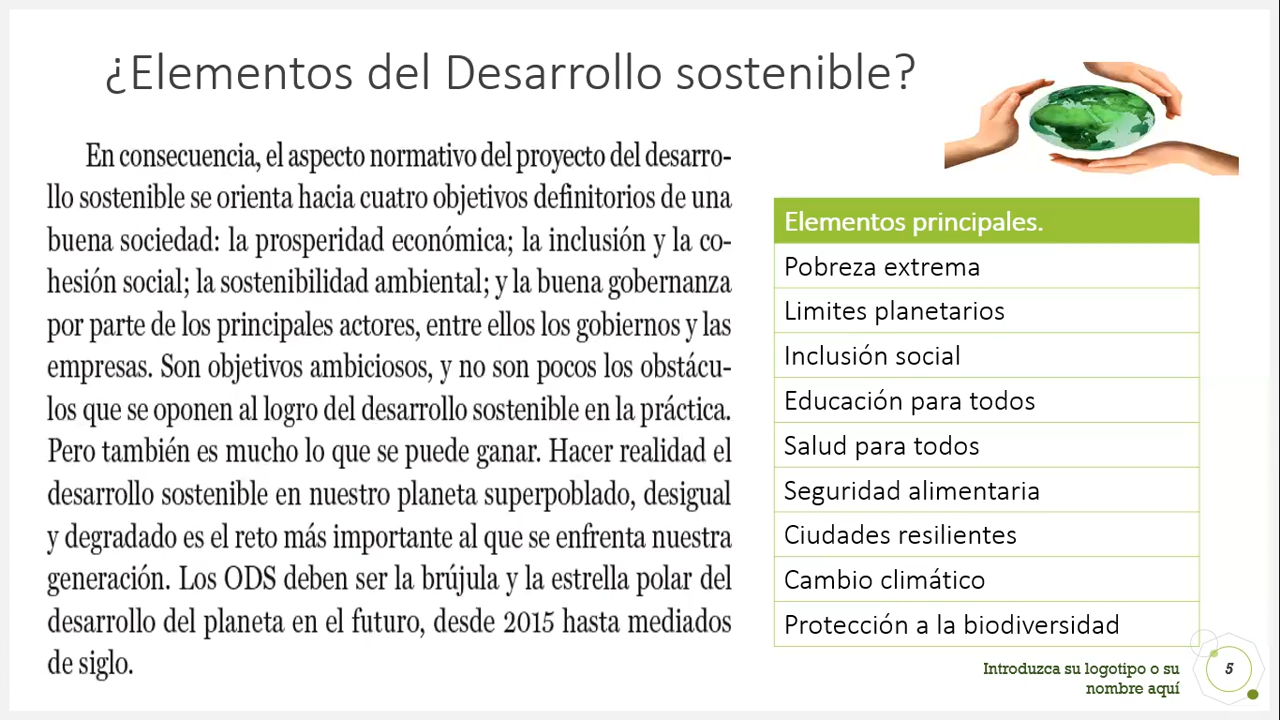 ¿Elementos del Desarrollo sostenible?
En consecuencia, el aspecto normativo del proyecto del desarro-
llo sostenible se orienta hacia cuatro objetivos definitorios de una
buena sociedad: la prosperidad económica; la inclusión y la co-
hesión social; la sostenibilidad ambiental; y la buena gobernanza
por parte de los principales actores, entre ellos los gobiernos y las
empresas. Son objetivos ambiciosos, y no son pocos los obstácu-
los que se oponen al logro del desarrollo sostenible en la práctica.
Pero también es mucho lo que se puede ganar. Hacer realidad el
desarrollo sostenible en nuestro planeta superpoblado, desigual
y degradado es el reto más importante al que se enfrenta nuestra
generación. Los ODS deben ser la brújula y la estrella polar del
desarrollo del planeta en el futuro, desde 2015 hasta mediados
de siglo.
Elementos principales.
Pobreza extrema
Limites planetarios
Inclusión social
Educación para todos
Salud para todos
Seguridad alimentaria
Ciudades resilientes
Cambio climático
Protección a la biodiversidad
Introduzca su logotipo o su
nombre aquí
5